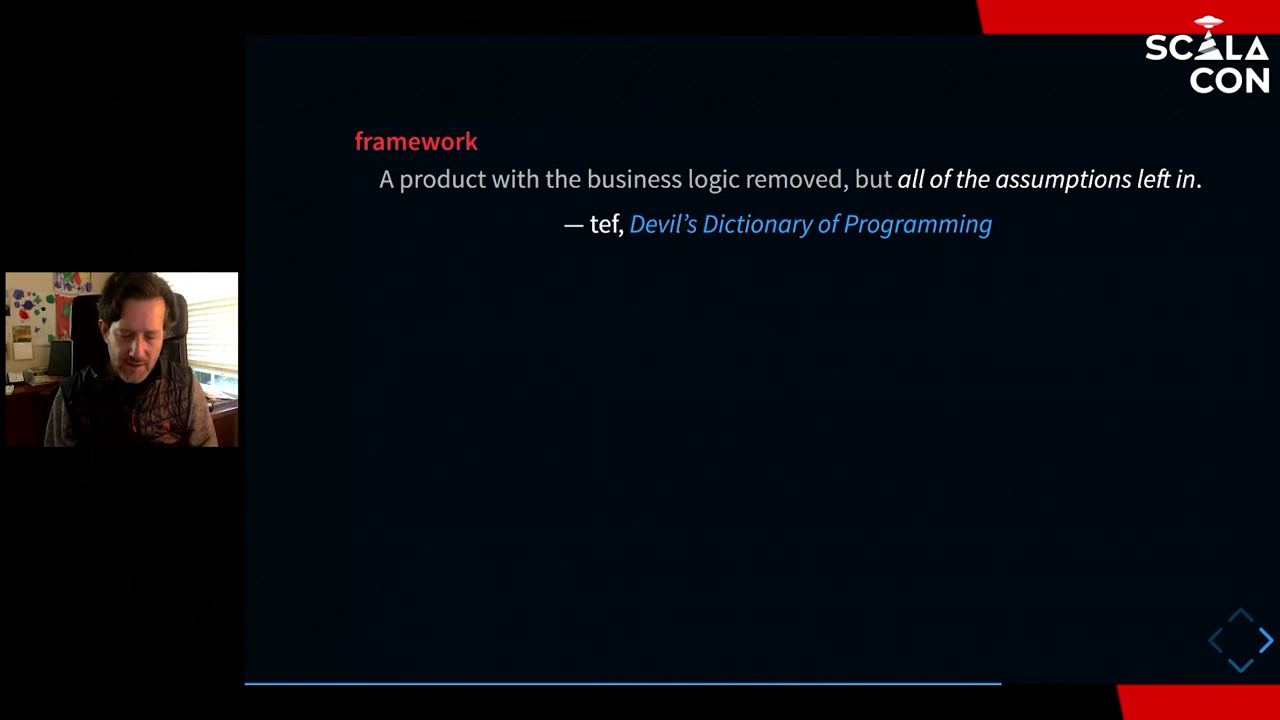 SCALA
CON
framework
A product with the business logic removed, but all of the assumptions left in.
— tef, Devil’s Dictionary of Programming